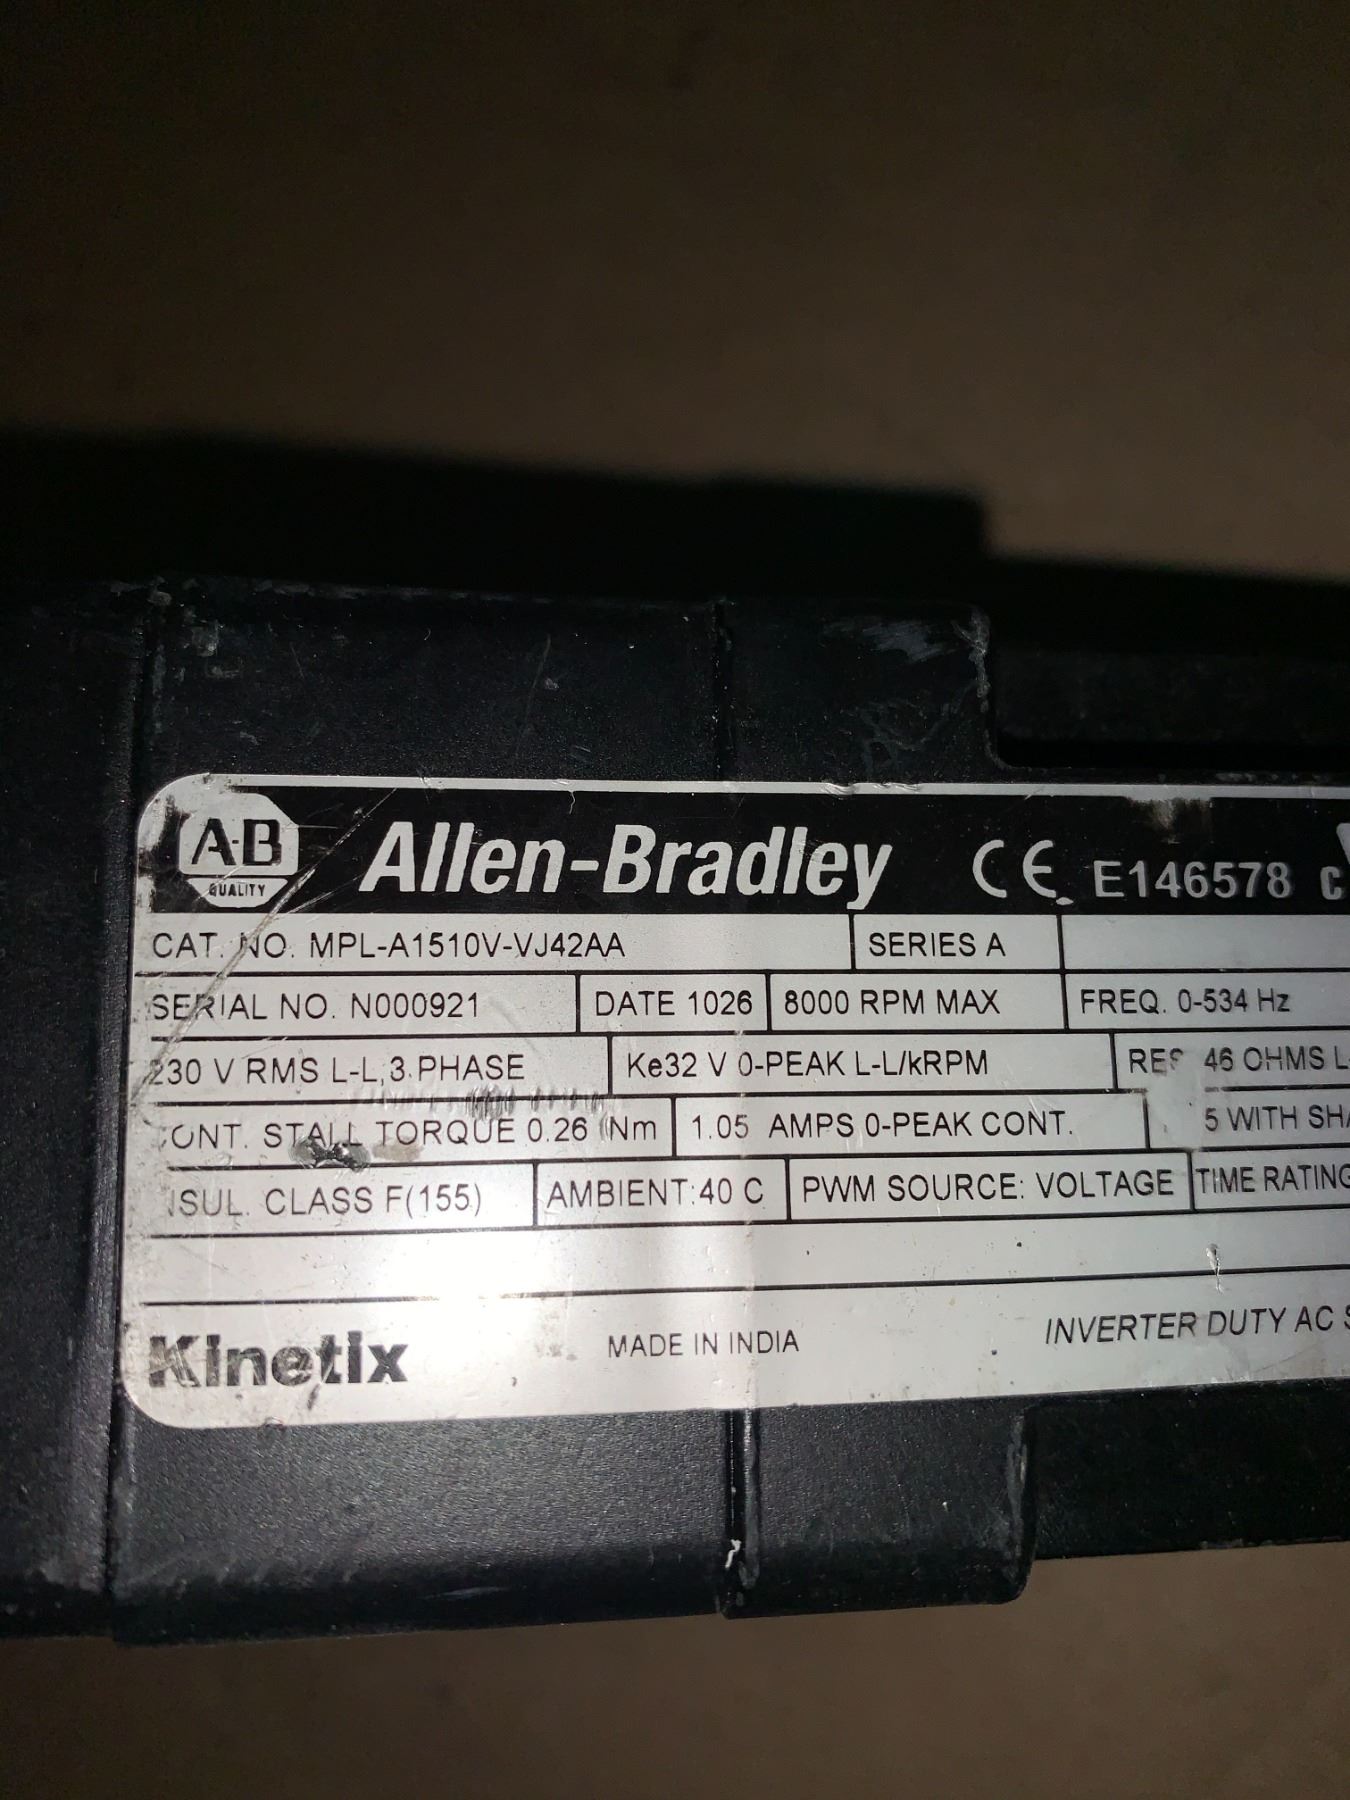 A-B QUALITY Allen-Bradley CE E146578 C
CAT. NO. MPL-A1510V-VJ42AA SERIES A
SERIAL NO. N000921 DATE 1026 8000 RPM MAX FREQ. 0-534 Hz
230 V RMS L-L, 3 PHASE Ke32 V 0-PEAK L-L/kRPM 46 OHMS L-
CONT. STALL TORQUE 0.26 Nm 1.05 AMPS 0-PEAK CONT. 5 WITH SHA
NSUL. CLASS F(155) AMBIENT:40 C PWM SOURCE: VOLTAGE TIME RATING
Kinetix MADE IN INDIA INVERTER DUTY AC